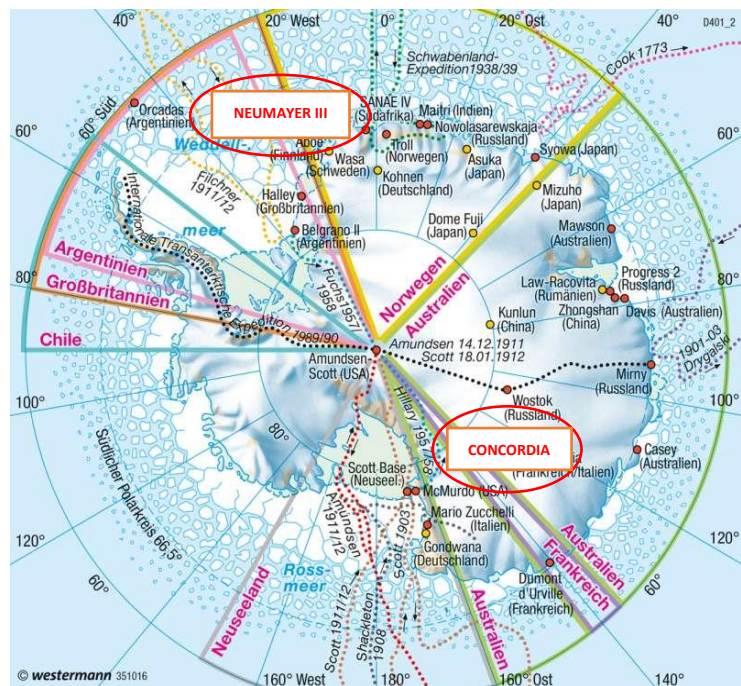 40°
20° West
0°
20° Ost
40°
D401_2
Schwabenland-
Expedition 1938/39
Cook 1773
60° Süd
Orcadas
(Argentinien)
NEUMAYER III
SANAE IV
(Südafrika)
Maitri (Indien)
Nowolasarewskaja
(Russland)
60°
Weddell-
Aboe
(Finnland)
Wasa
(Schweden)
Troll
(Norwegen)
Kohnen
(Deutschland)
Asuka
(Japan)
Syowa (Japan)
60°
Mizuho
(Japan)
Filchner
1911/12
Halley
(Großbritannien)
meer
Belgrano II
(Argentinien)
Dome Fuji
(Japan)
Mawson
(Australien)
Internationale Transantarktische Expedition 1989/90
Argentinien
Großbritannien
Chile
Fuchs 1957/
1958
Norwegen
Australien
Law-Racovita
(Rumänien)
Progress 2
(Russland)
Zhongshan
(China)
Davis (Australien)
80°
80°
Kunlun
(China)
Amundsen 14.12.1911
Scott 18.01.1912
Amundsen
Scott (USA)
1901-03
Drygalski
Mirny
(Russland)
Wostok
(Russland)
100°
100°
Hillary 1957/58
80°
CONCORDIA
(Frankreich/Italien)
Casey
(Australien)
Südlicher Polarkreis 66,5°
Scott Base
(Neuseel.)
McMurdo (USA)
Mario Zucchelli
(Italien)
Gondwana
(Deutschland)
Amundsen
1911/12
Scott 1903
120°
120°
60°
Ross-
meer
Neuseeland
Scott 1911/12
Shackleton
1908
Australien
Dumont
d'Urville
(Frankreich)
Australien
Frankreich
60°
© westermann 351016
160° West
180°
160° Ost
140°